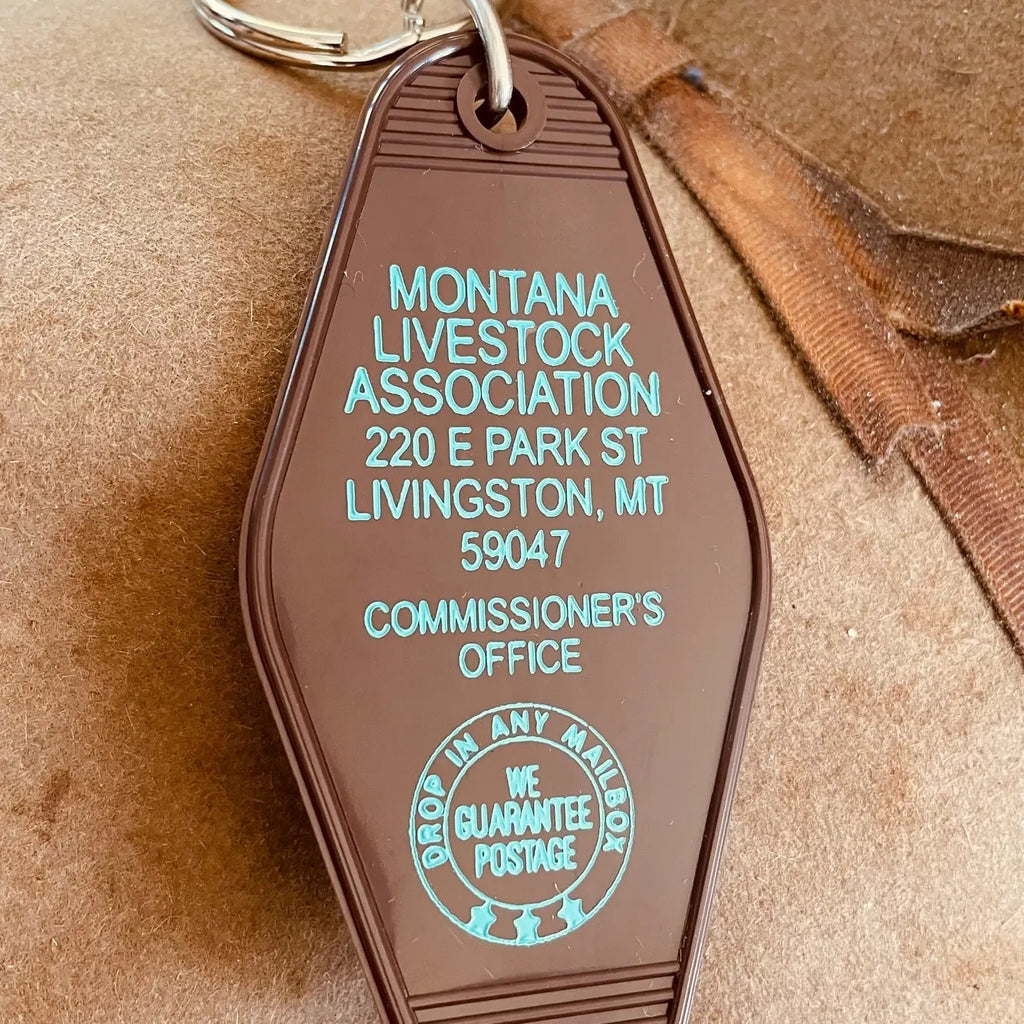 MONTANA
LIVESTOCK
ASSOCIATION
220 E PARK ST
LIVINGSTON, MT
59047
COMMISSIONER'S
OFFICE
DROP IN ANY MAILBOX
WE
GUARANTEE
POSTAGE